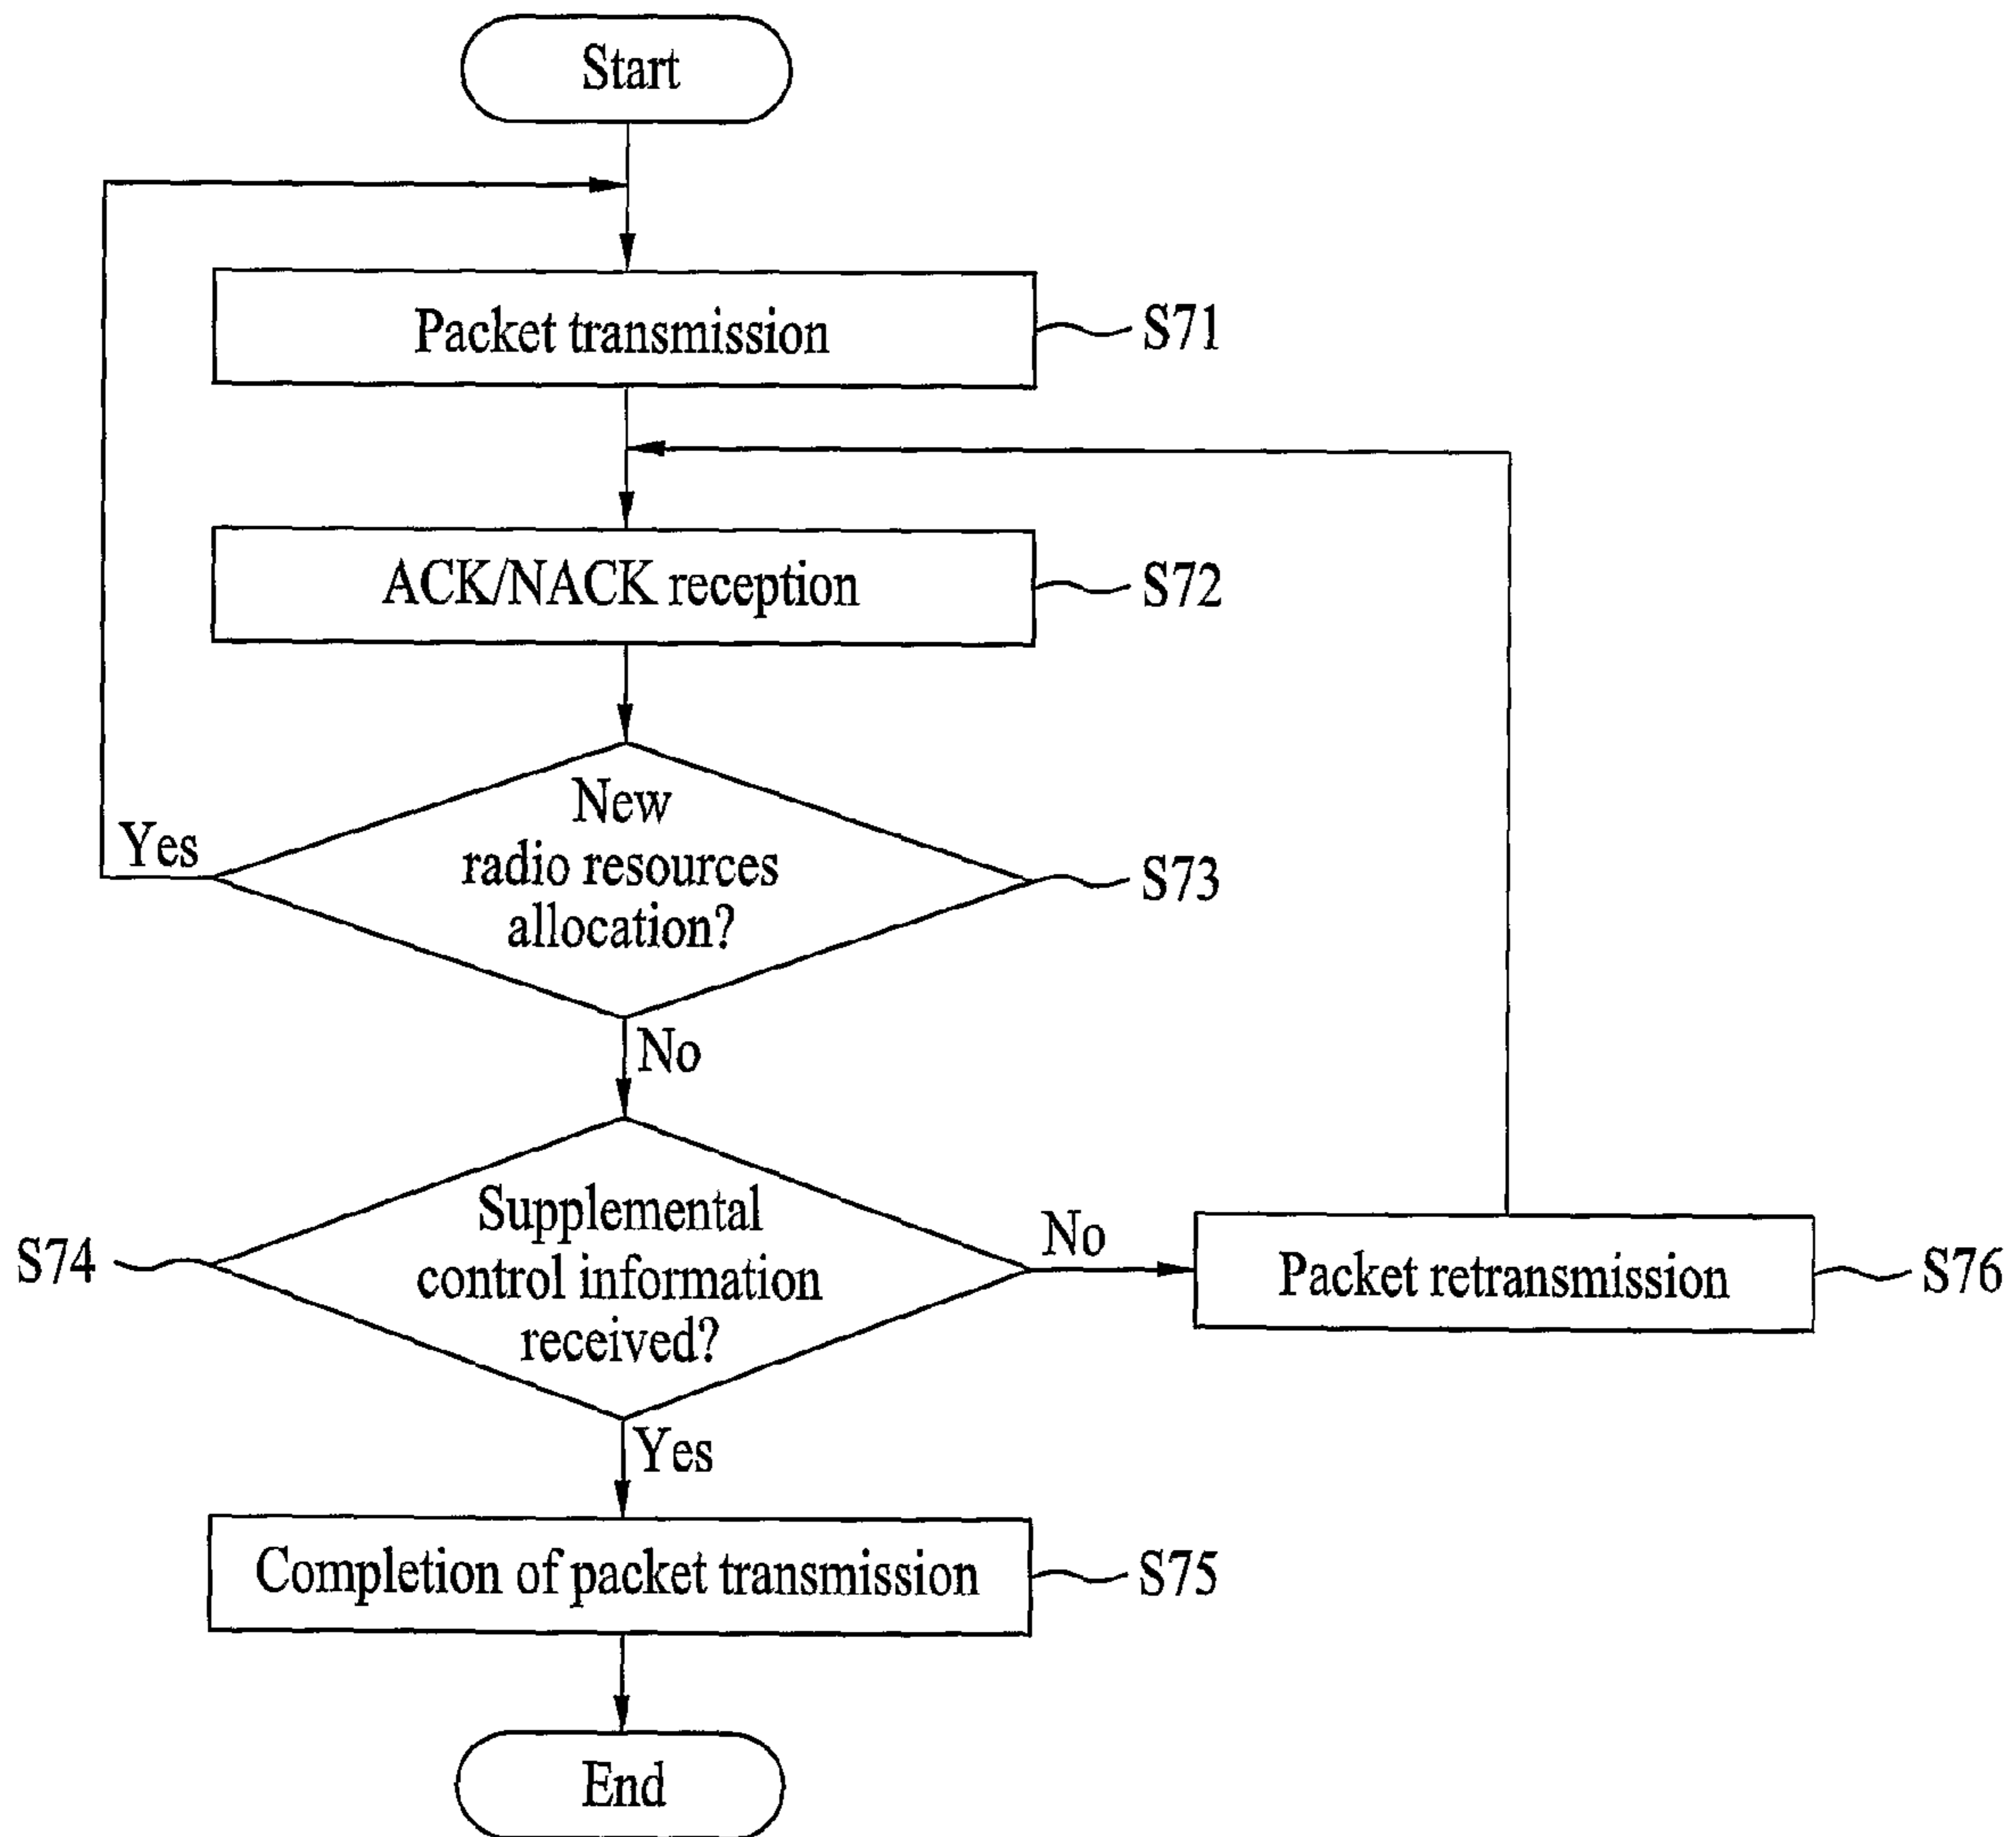 Start
Packet transmission
S71
ACK/NACK reception
S72
New
radio resources
allocation?
Yes
S73
No
Supplemental
control information
received?
S74
No
Packet retransmission
S76
Yes
Completion of packet transmission
S75
End